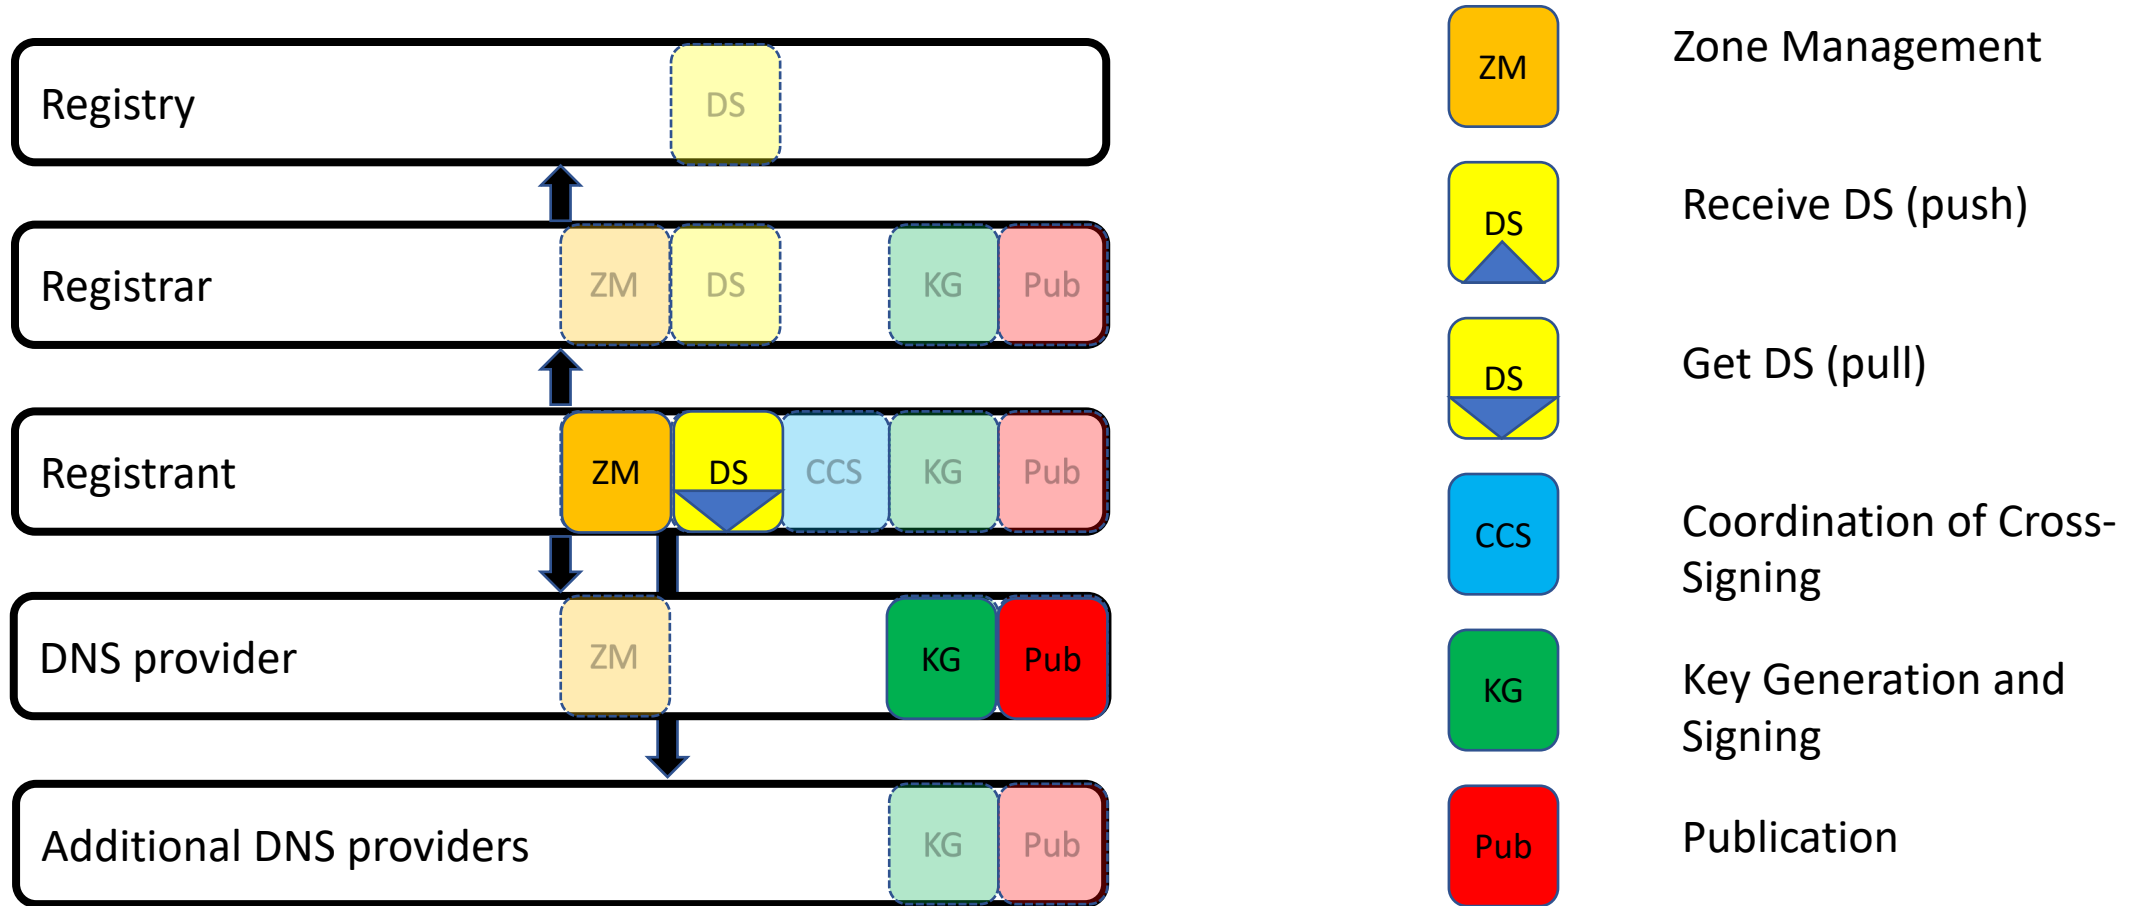 Registry
DS
Registrar
ZM
DS
KG
Pub
Registrant
ZM
DS
CCS
KG
Pub
DNS provider
ZM
KG
Pub
Additional DNS providers
KG
Pub
ZM
Zone Management
DS
Receive DS (push)
DS
Get DS (pull)
CCS
Coordination of Cross-
Signing
KG
Key Generation and
Signing
Pub
Publication